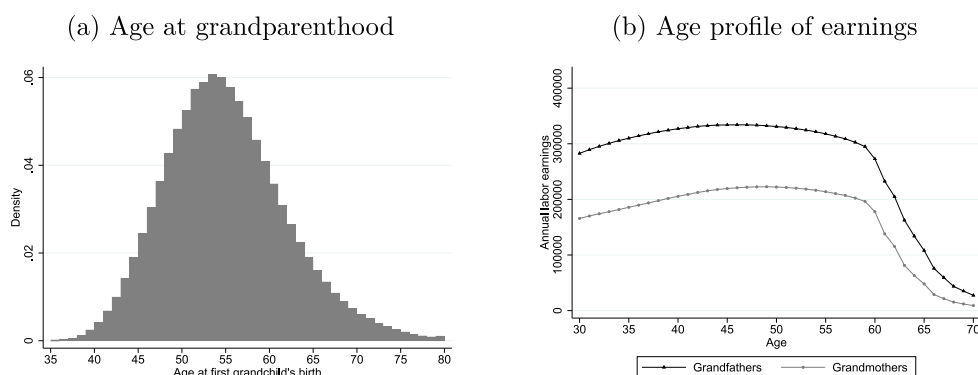 (a) Age at grandparenthood
.06
.04
.02
0
Density
35 40 45 50 55 60 65 70 75 80
Age at first grandchild's birth
(b) Age profile of earnings
400000
300000
200000
100000
0
Annual labor earnings
30 35 40 45 50 55 60 65 70
Age
Grandfathers Grandmothers